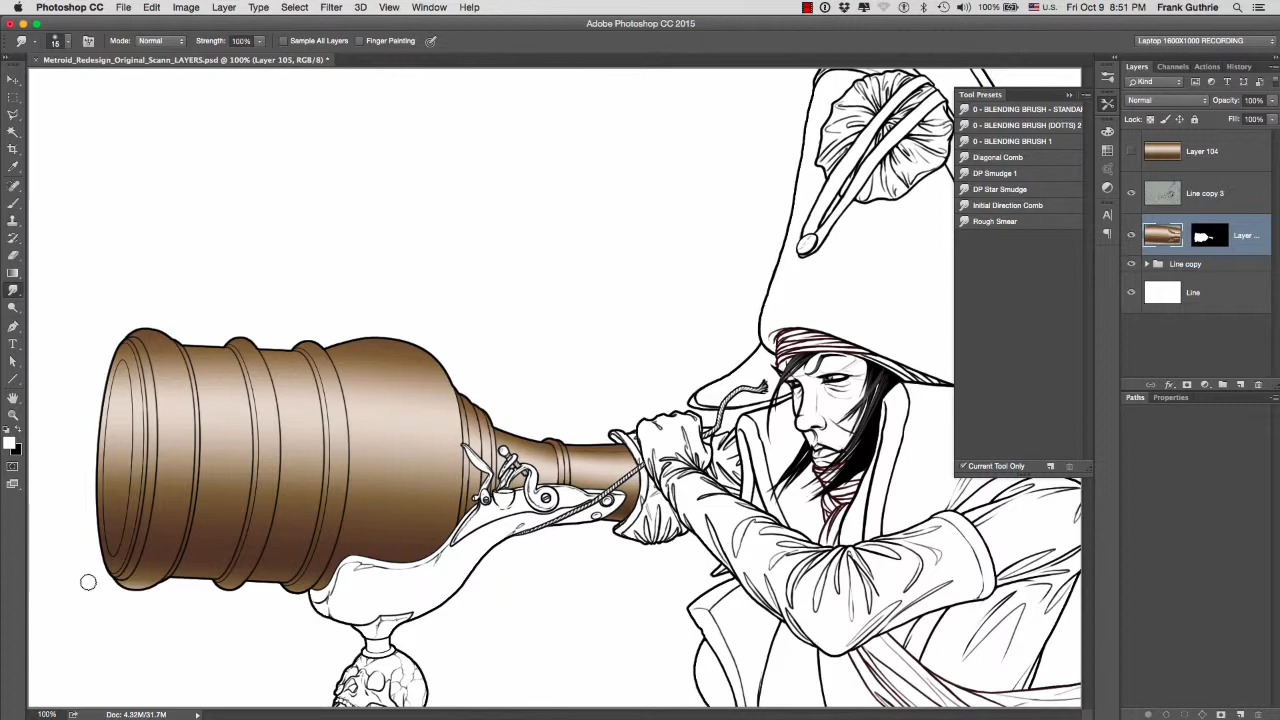 Photoshop CC File Edit Image Layer Type Select Filter 3D View Window Help 100% U.S. Fri Oct 9 8:51 PM Frank Guthrie
Adobe Photoshop CC 2015
15 Mode: Normal Strength: 100% Sample All Layers Finger Painting Laptop 1600X1000 RECORDING
× Metroid_Redesign_Original_Scann_LAYERS.psd @ 100% (Layer 105, RGB/8) *
Tool Presets
0 - BLENDING BRUSH - STANDA
0 - BLENDING BRUSH (DOTTS) 2
0 - BLENDING BRUSH 1
Diagonal Comb
DP Smudge 1
DP Star Smudge
Initial Direction Comb
Rough Smear
Current Tool Only
Layers Channels Actions History
Kind
Normal Opacity: 100%
Lock: Fill: 100%
Layer 104
Line copy 3
Layer ...
Line copy
Line
Paths Properties
100% Doc: 4.32M/31.7M